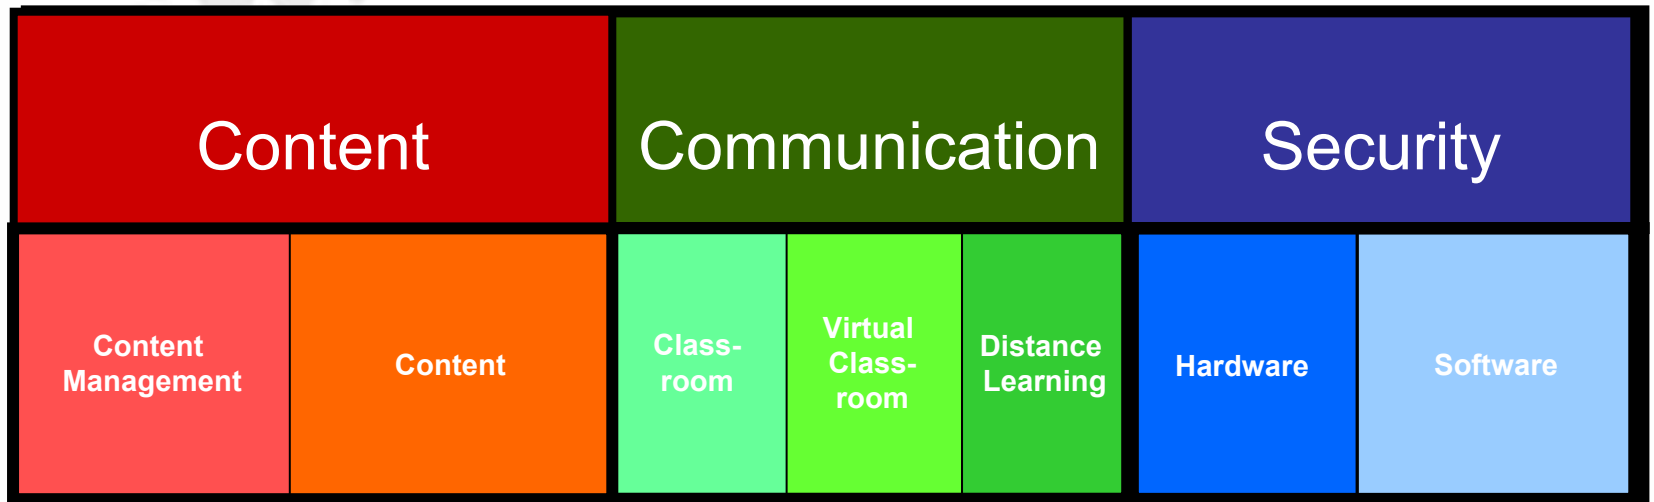 Content
Communication
Security
Content
Management
Content
Class-
room
Virtual
Class-
room
Distance
Learning
Hardware
Software